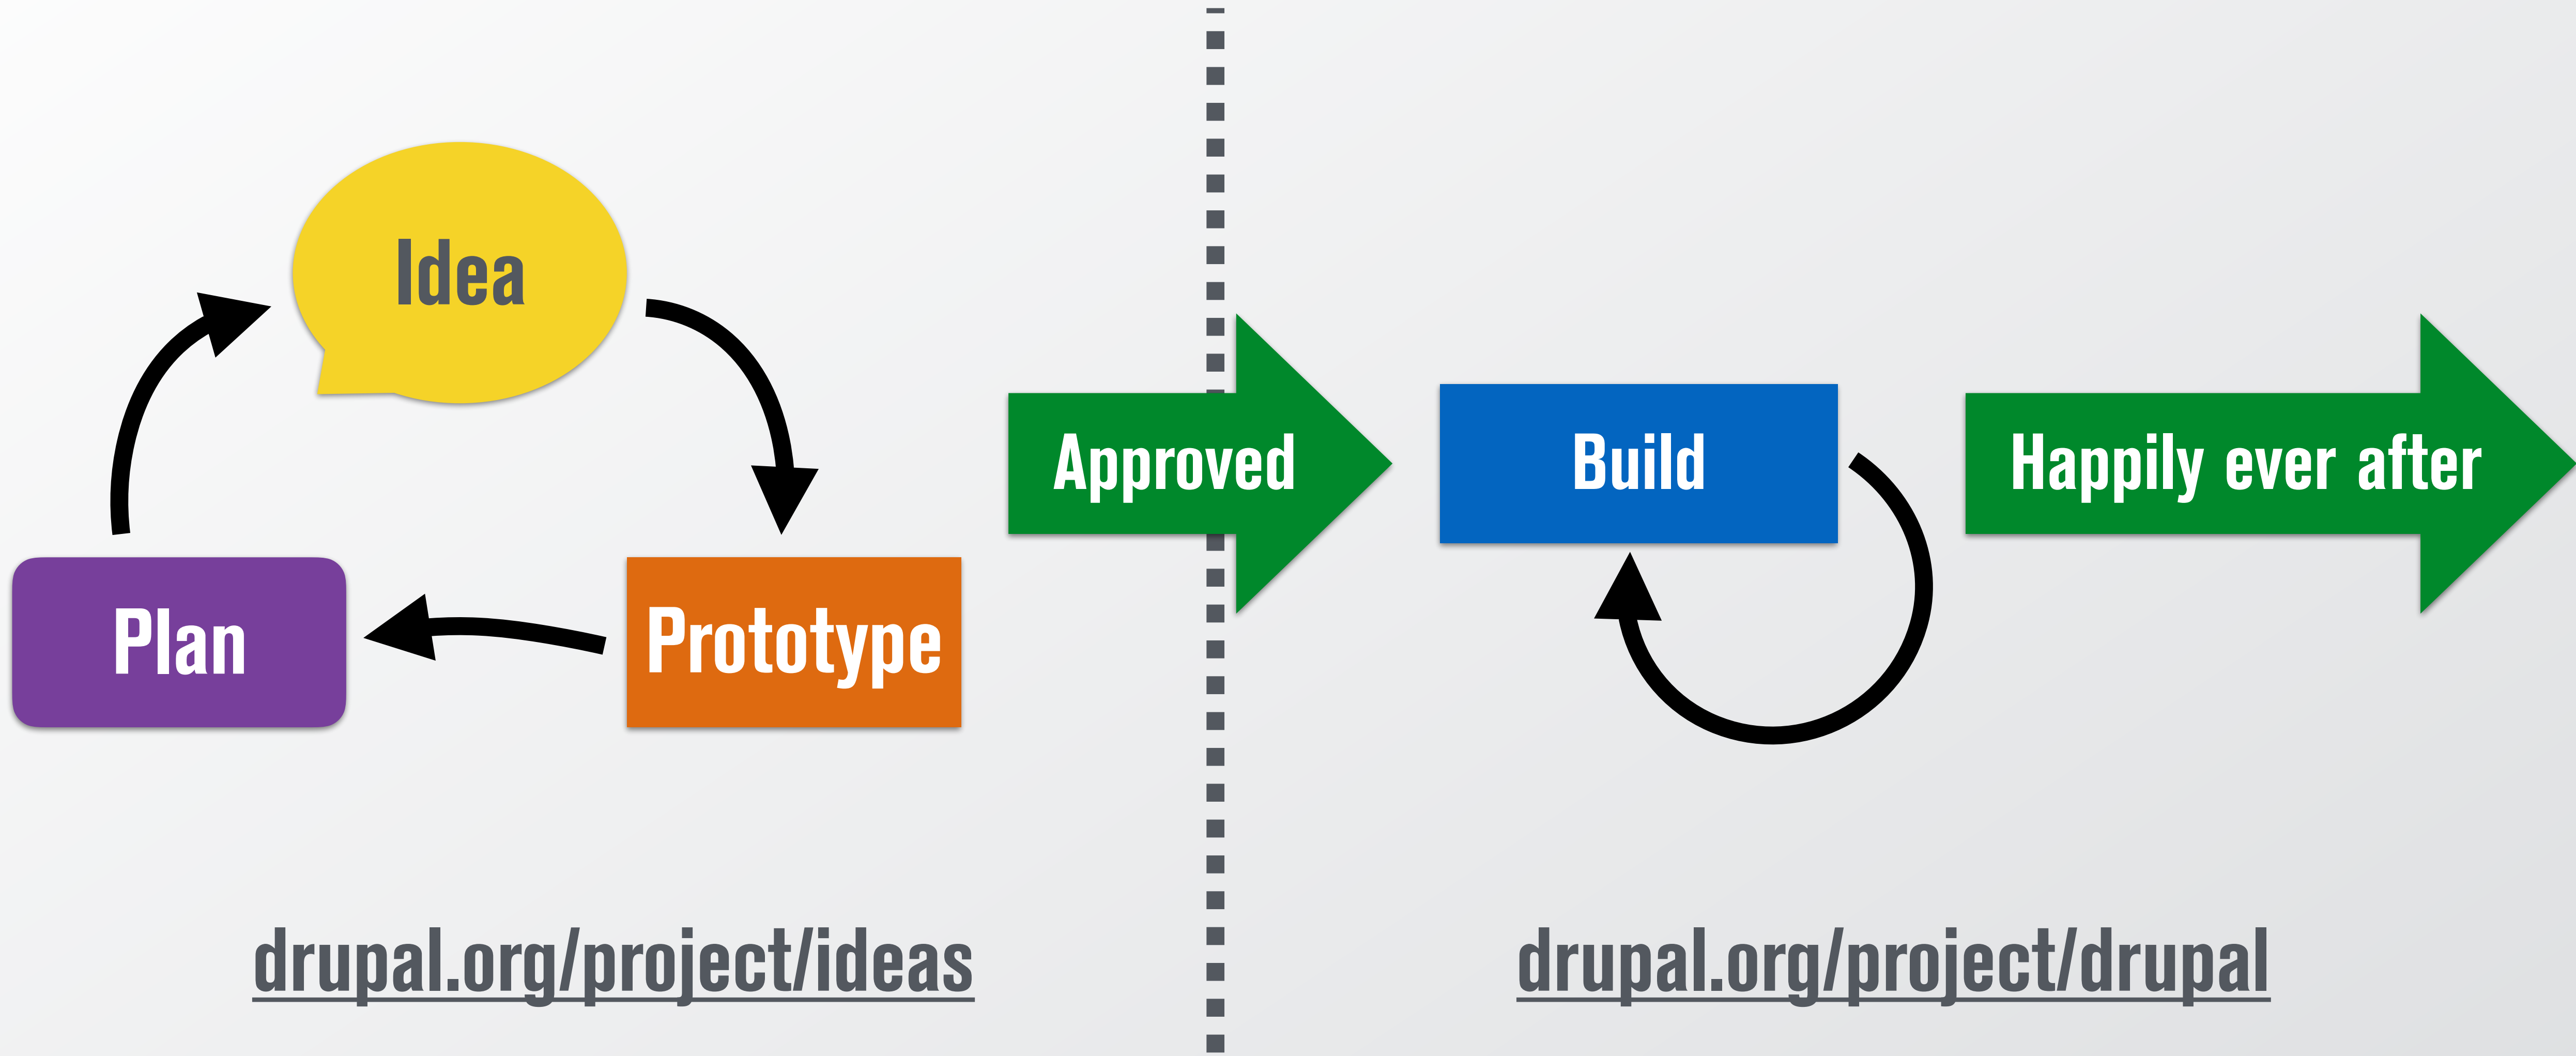 Idea
Plan
Prototype
Approved
Build
Happily ever after
drupal.org/project/ideas
drupal.org/project/drupal